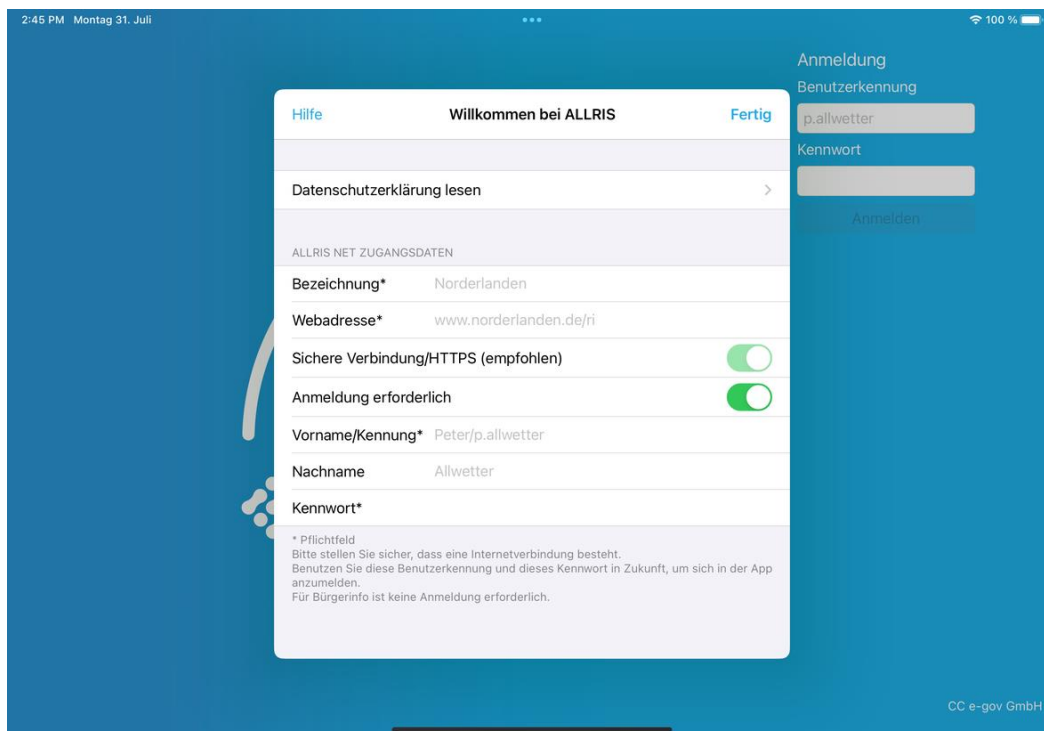 2:45 PM Montag 31. Juli
100 %
Anmeldung
Benutzerkennung
p.allwetter
Kennwort
Anmelden
Hilfe Willkommen bei ALLRIS Fertig
Datenschutzerklärung lesen
ALLRIS NET ZUGANGSDATEN
Bezeichnung* Norderlanden
Webadresse* www.norderlanden.de/ri
Sichere Verbindung/HTTPS (empfohlen)
Anmeldung erforderlich
Vorname/Kennung* Peter/p.allwetter
Nachname Allwetter
Kennwort*
* Pflichtfeld
Bitte stellen Sie sicher, dass eine Internetverbindung besteht.
Benutzen Sie diese Benutzerkennung und dieses Kennwort in Zukunft, um sich in der App
anzumelden.
Für Bürgerinfo ist keine Anmeldung erforderlich.
CC e-gov GmbH